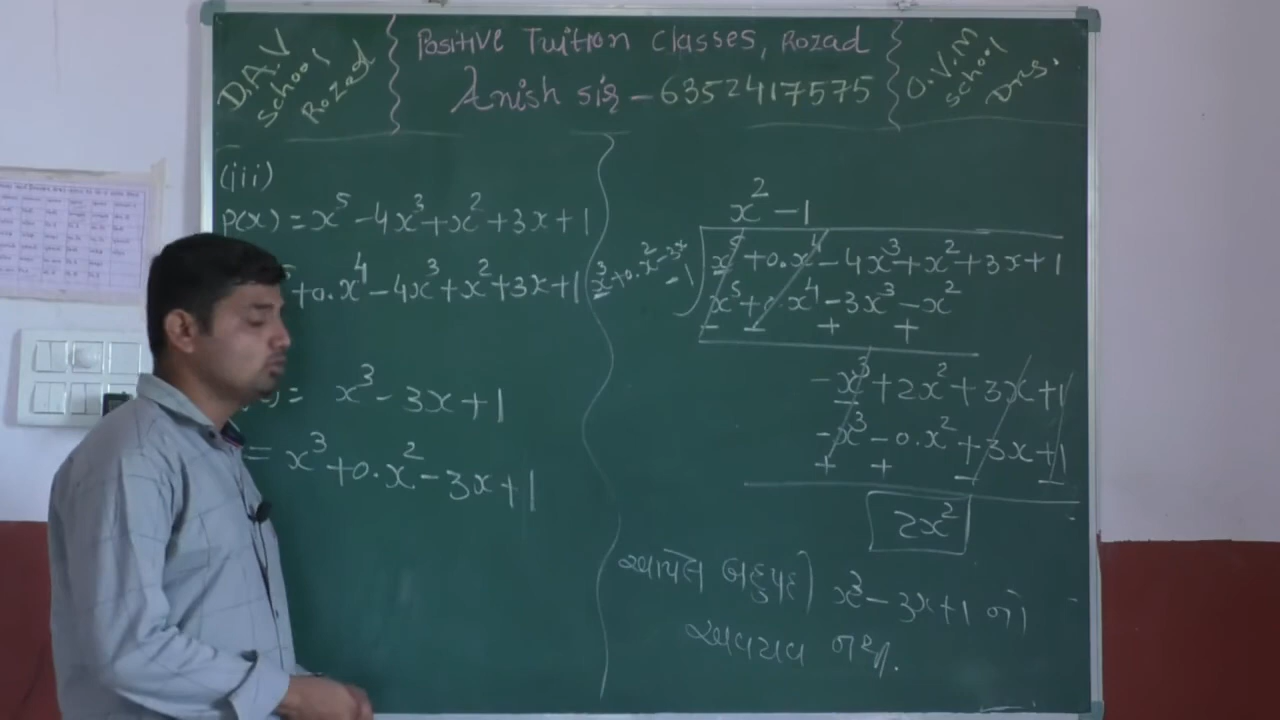 D.A.V
School
Rozad
Positive Tuition Classes, Rozad
Anish sir - 6352417575
O.V.M
School
Drs.
(iii)
P(x) = x⁵ - 4x³ + x² + 3x + 1
+ 0·x⁴ - 4x³ + x² + 3x + 1
= x³ - 3x + 1
= x³ + 0·x² - 3x + 1
x² - 1
x³ + 0·x² - 3x
x⁵ + 0·x⁴ - 4x³ + x² + 3x + 1
x⁵ + 0·x⁴ - 3x³ - x²
- - + +
- x³ + 2x² + 3x + 1
- x³ - 0·x² + 3x + 1
+ + - -
2x²
આપેલ બહુપદી x³ - 3x + 1 નો
અવયવ નથી.